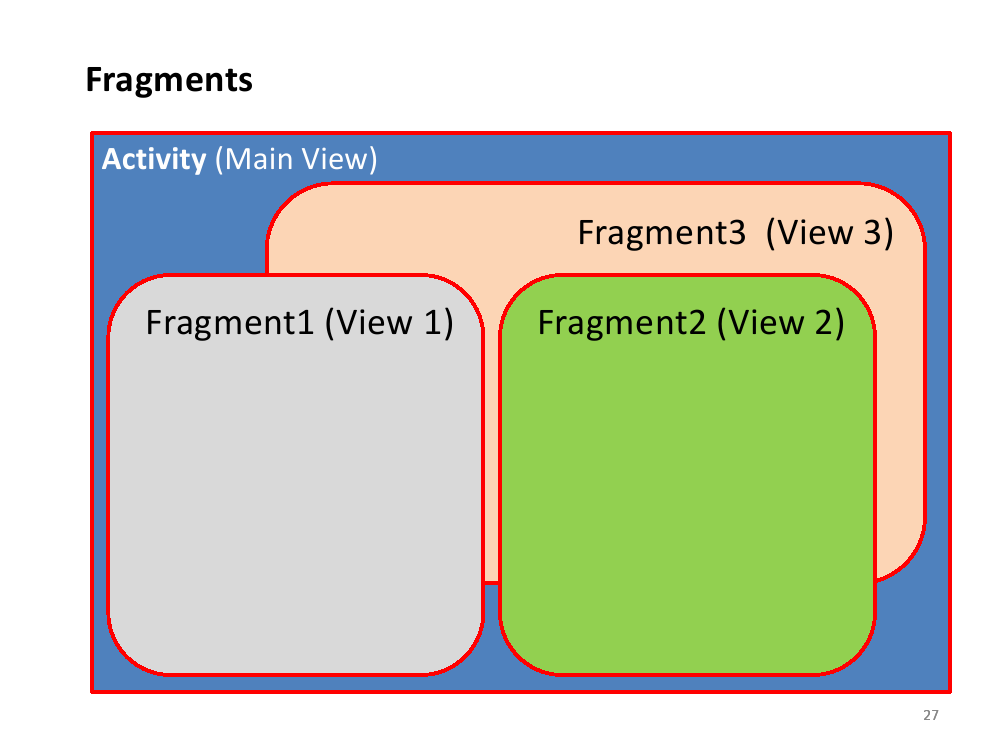 Fragments
Activity (Main View)
Fragment3  (View 3)
Fragment1 (View 1)
Fragment2 (View 2)
27